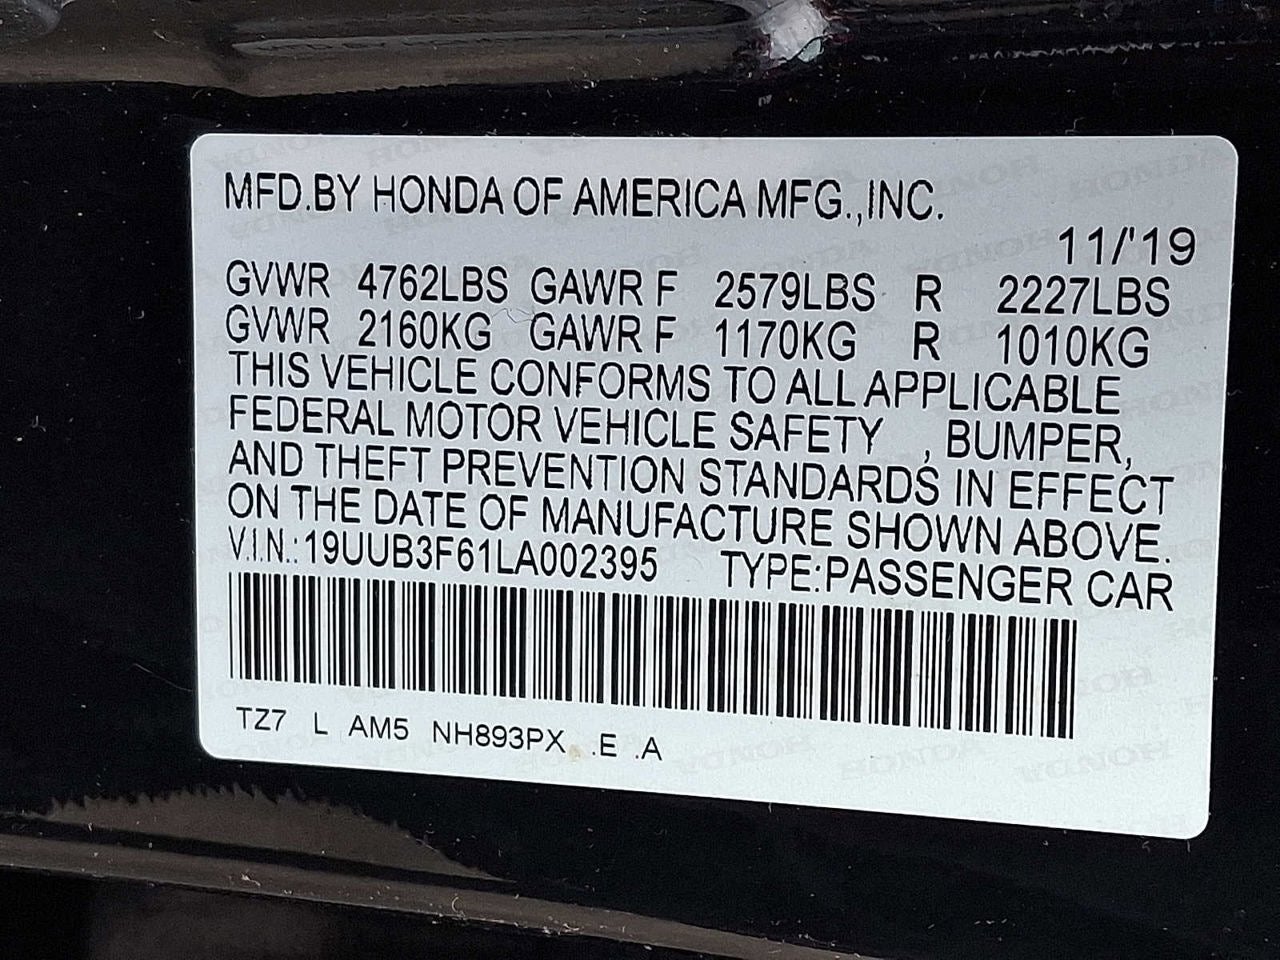 MFD.BY HONDA OF AMERICA MFG.,INC.
11/'19
GVWR 4762LBS GAWR F 2579LBS R 2227LBS
GVWR 2160KG GAWR F 1170KG R 1010KG
THIS VEHICLE CONFORMS TO ALL APPLICABLE
FEDERAL MOTOR VEHICLE SAFETY , BUMPER,
AND THEFT PREVENTION STANDARDS IN EFFECT
ON THE DATE OF MANUFACTURE SHOWN ABOVE.
V.I.N.:19UUB3F61LA002395 TYPE:PASSENGER CAR
TZ7 L AM5 NH893PX .E .A